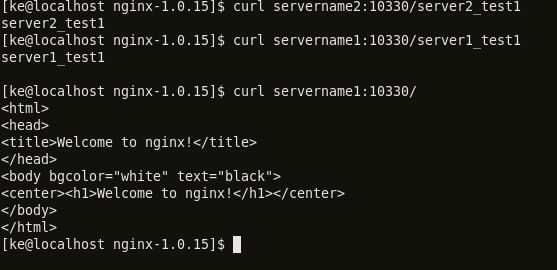 [ke@localhost nginx-1.0.15]$ curl servername2:10330/server2_test1
server2_test1
[ke@localhost nginx-1.0.15]$ curl servername1:10330/server1_test1
server1_test1
[ke@localhost nginx-1.0.15]$ curl servername1:10330/
<html>
<head>
<title>Welcome to nginx!</title>
</head>
<body bgcolor="white" text="black">
<center><h1>Welcome to nginx!</h1></center>
</body>
</html>
[ke@localhost nginx-1.0.15]$